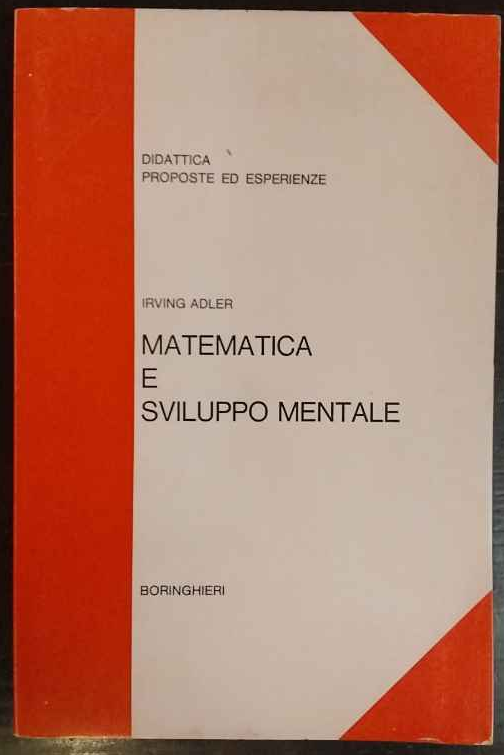 DIDATTICA
PROPOSTE ED ESPERIENZE
IRVING ADLER
MATEMATICA
E
SVILUPPO MENTALE
BORINGHIERI